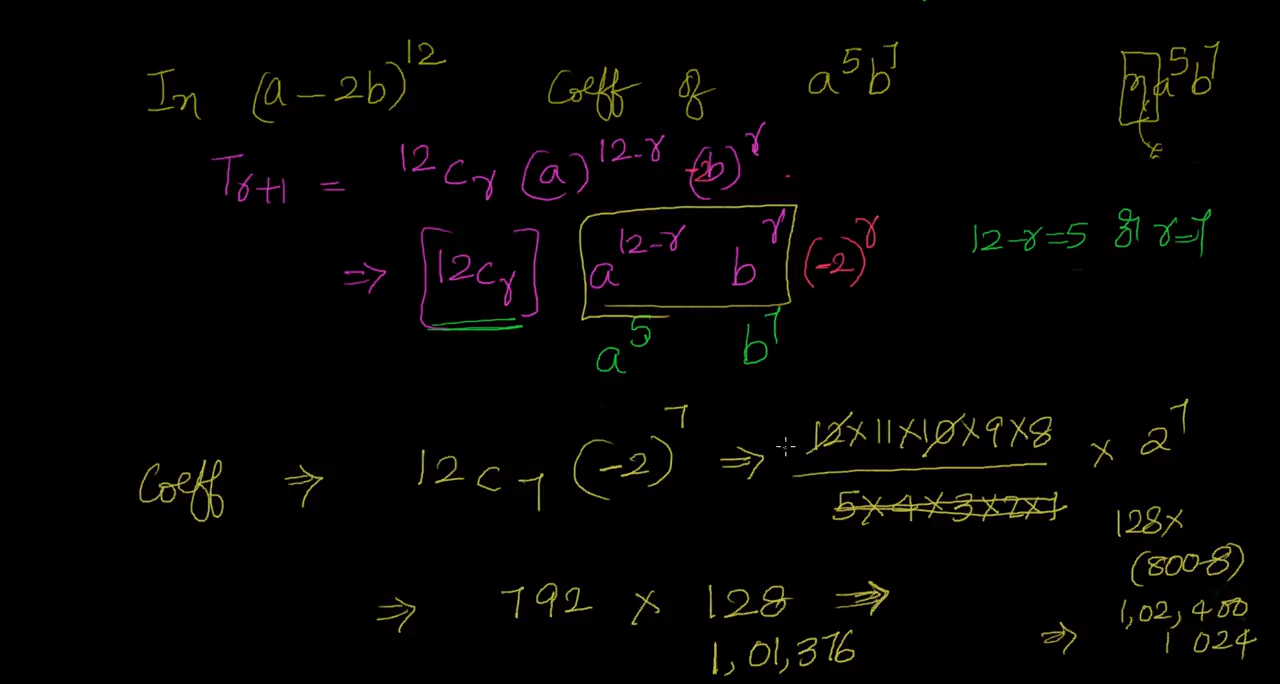 In (a - 2b)^12 Coeff of a^5 b^7
a^5 b^7
T_{r+1} = ^12C_r (a)^{12-r} (-2b)^r
⇒ [12C_r] a^{12-r} b^r (-2)^r
12-r=5 r=7
a^5 b^7
Coeff ⇒ 12C_7 (-2)^7 ⇒ 12×11×10×9×8 × 2^7
5×4×3×2×1
128×
(800-8)
⇒ 792 × 128 ⇒
1,02,400
⇒ 1 024
1,01,376